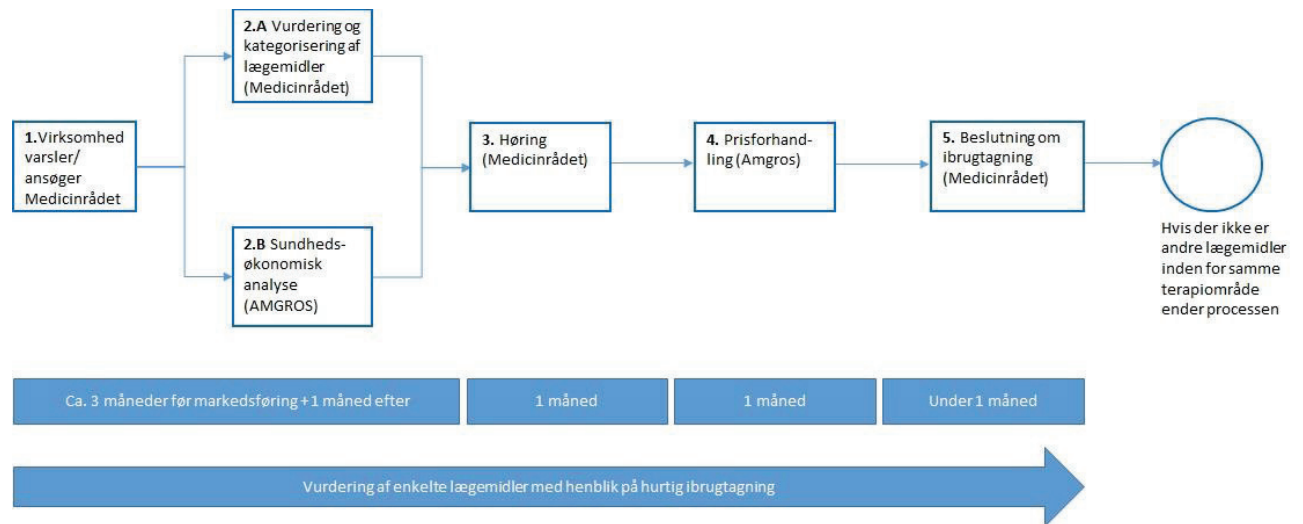 1.Virksomhed
varsler/
ansøger
Medicinrådet
2.A Vurdering og
kategorisering af
lægemidler
(Medicinrådet)
2.B Sundheds-
økonomisk
analyse
(AMGROS)
3. Høring
(Medicinrådet)
4. Prisforhand-
ling (Amgros)
5. Beslutning om
ibrugtagning
(Medicinrådet)
Hvis der ikke er
andre lægemidler
inden for samme
terapiområde
ender processen
Ca. 3 måneder før markedsføring + 1 måned efter
1 måned
1 måned
Under 1 måned
Vurdering af enkelte lægemidler med henblik på hurtig ibrugtagning